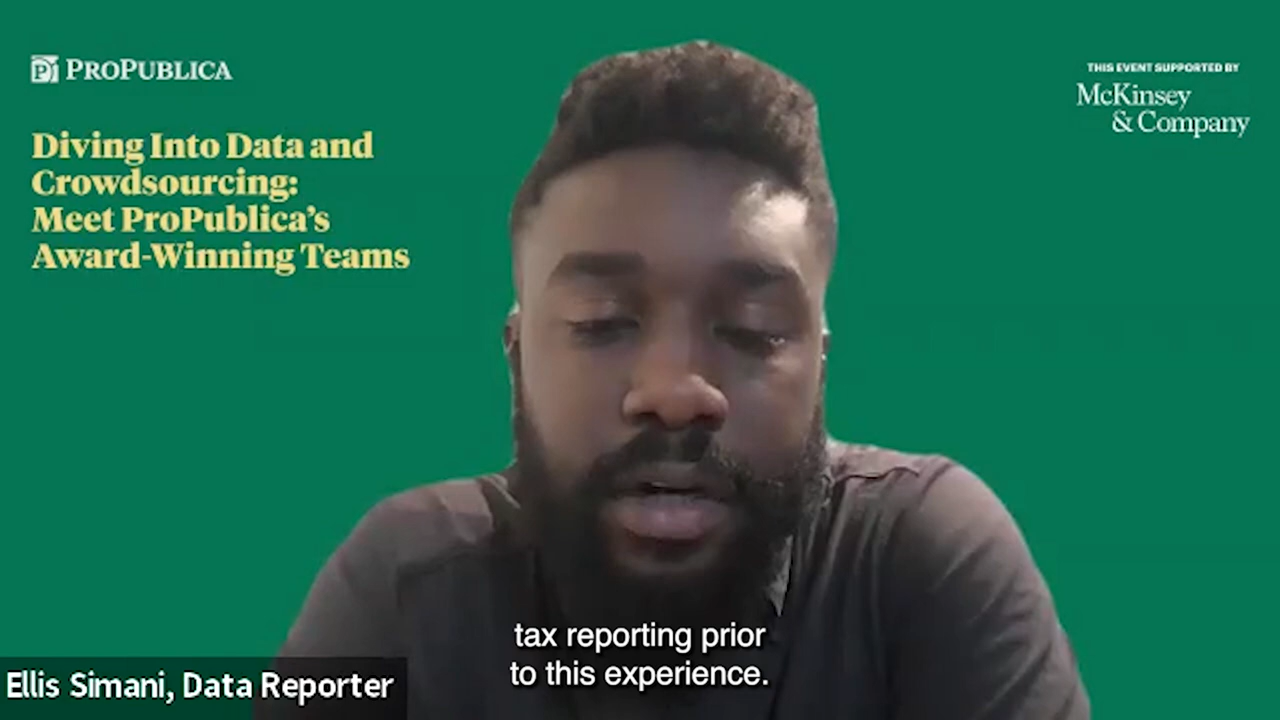 PROPUBLICA
Diving Into Data and
Crowdsourcing:
Meet ProPublica’s
Award-Winning Teams
THIS EVENT SUPPORTED BY
McKinsey
& Company
tax reporting prior
to this experience.
Ellis Simani, Data Reporter